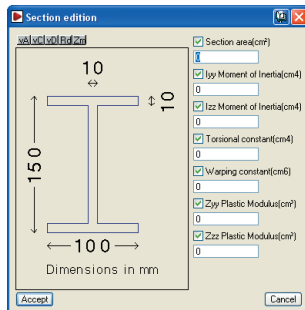 Section edition
vA vC vD Rd Zm
Section area(cm²)
0
Iyy Moment of Inertia(cm4)
0
Izz Moment of Inertia(cm4)
0
Torsional constant(cm4)
0
Warping constant(cm6)
0
Zyy Plastic Modulus(cm³)
0
Zzz Plastic Modulus(cm³)
0
10
10
150
100
Dimensions in mm
Accept
Cancel